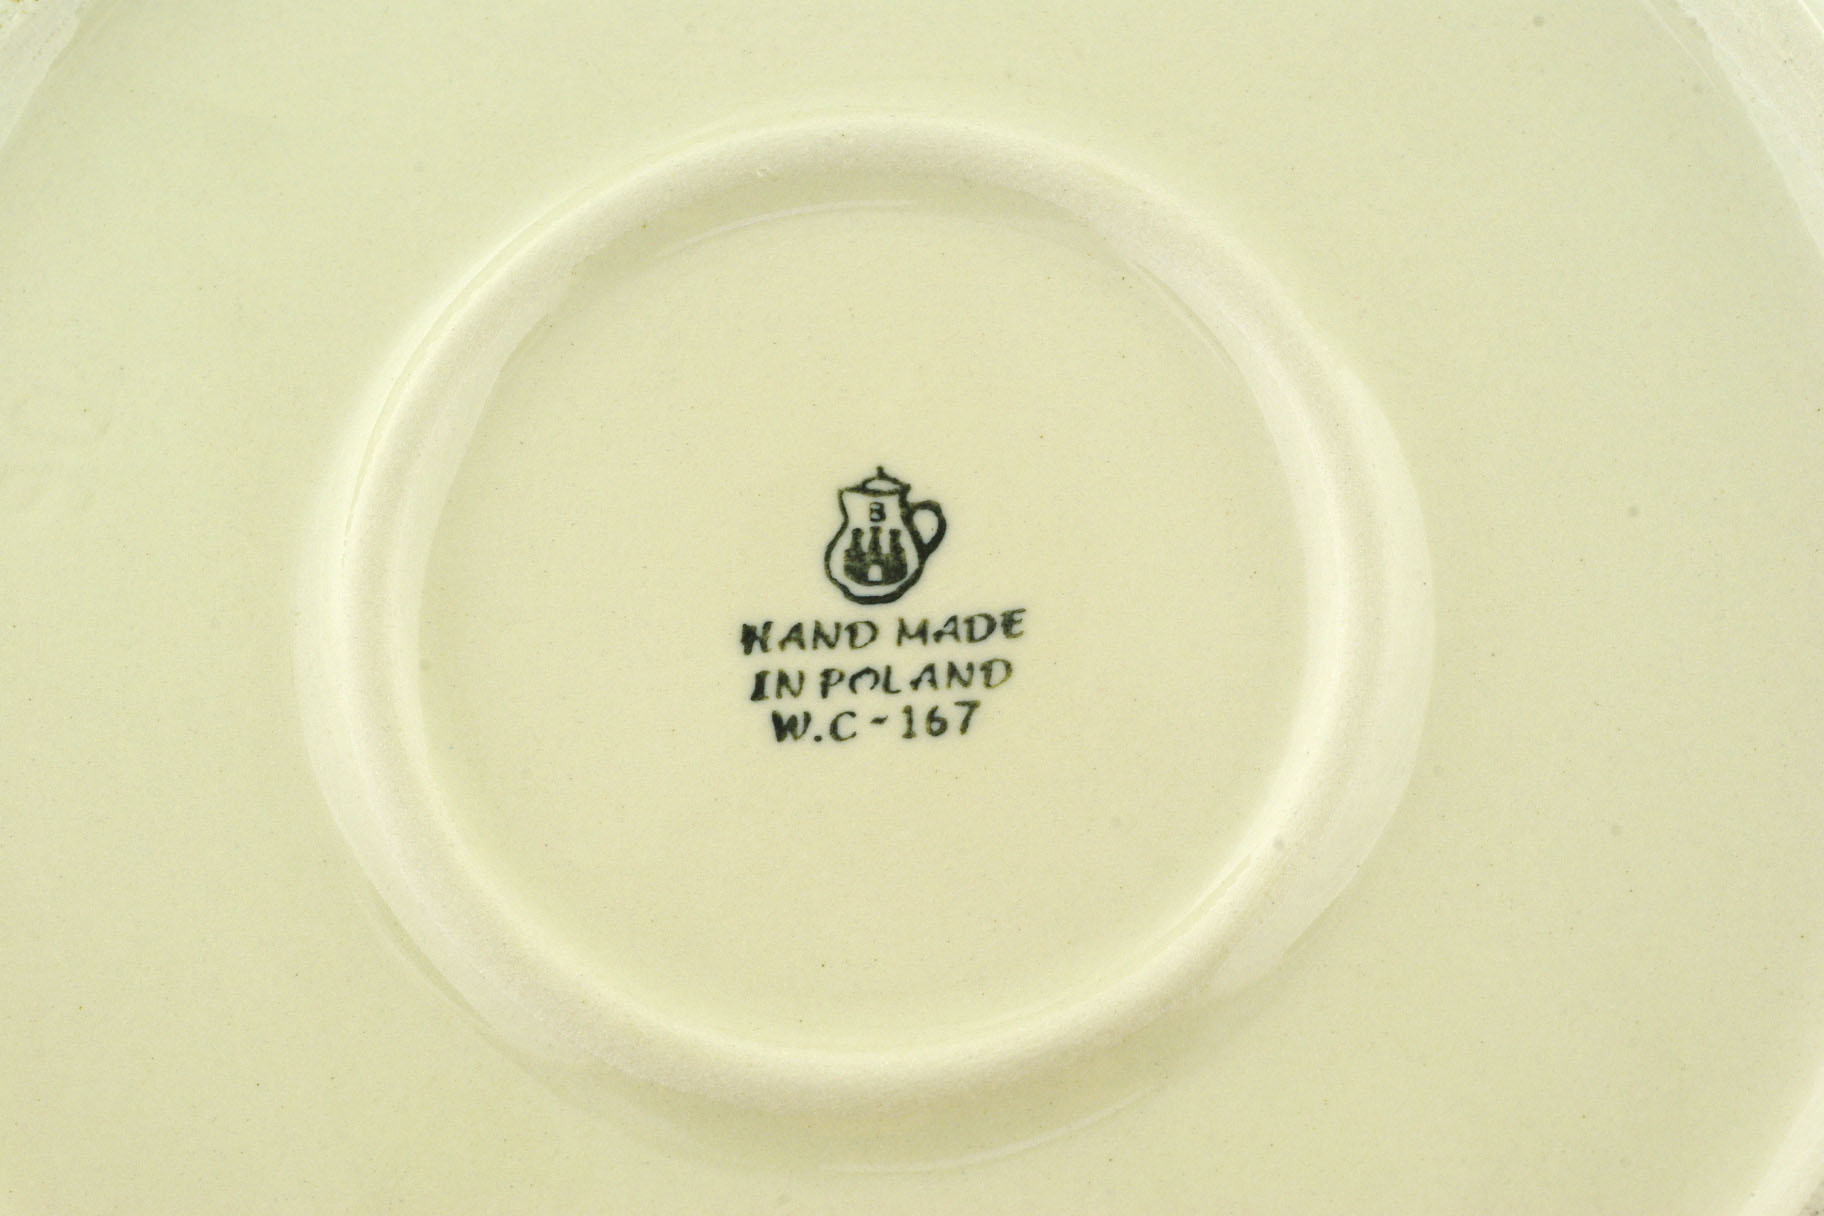 B
HAND MADE
IN POLAND
W.C-167